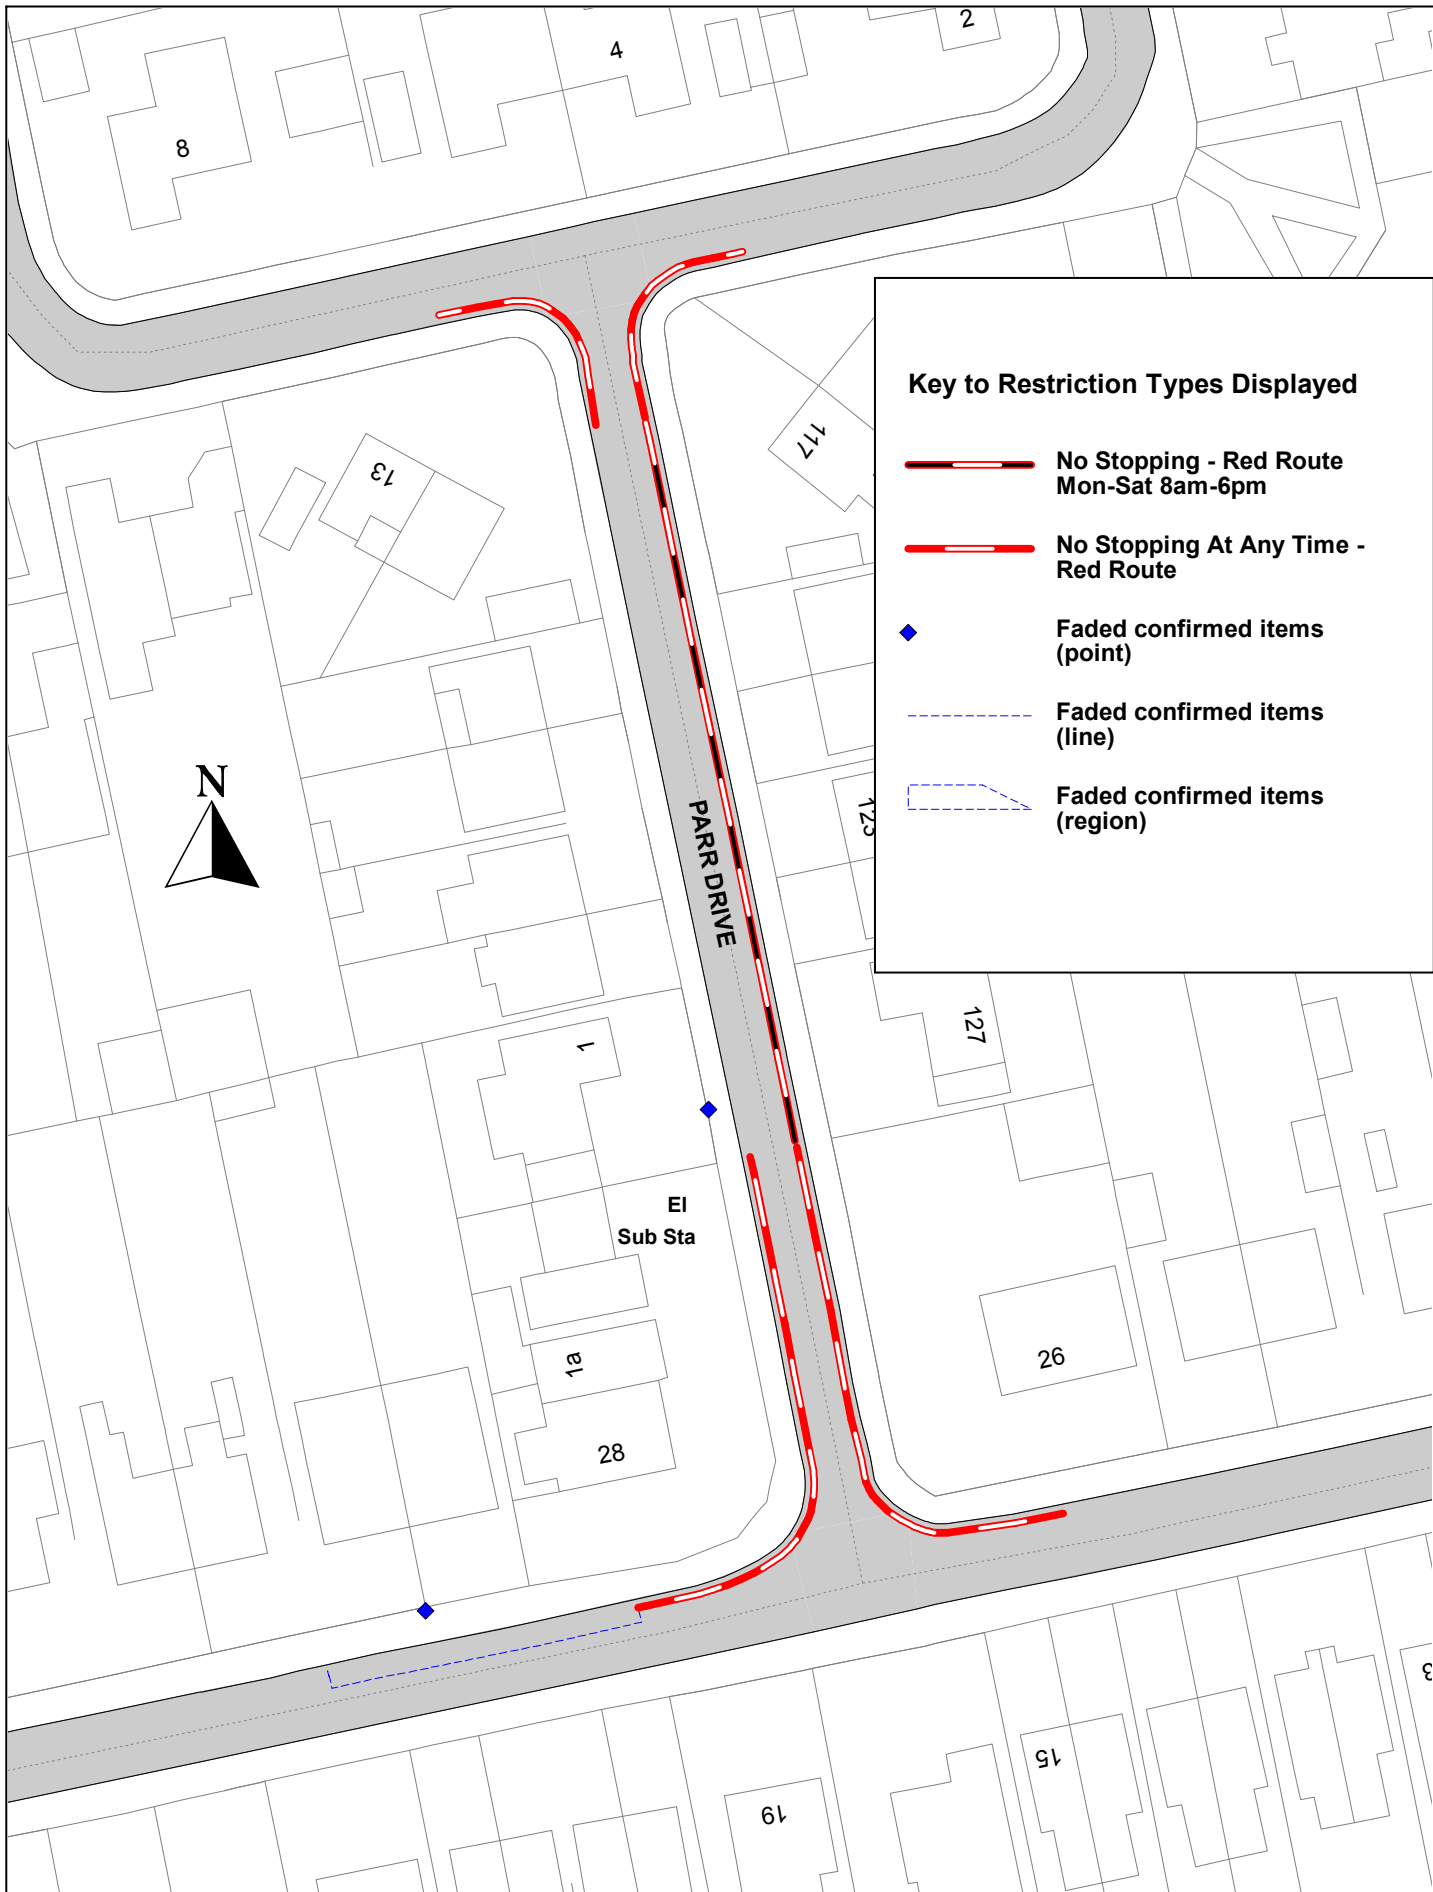 2
4
8
Key to Restriction Types Displayed
No Stopping - Red Route
Mon-Sat 8am-6pm
No Stopping At Any Time -
Red Route
Faded confirmed items
(point)
Faded confirmed items
(line)
Faded confirmed items
(region)
117
13
N
123
PARR DRIVE
127
1
El
Sub Sta
26
1a
28
15
19